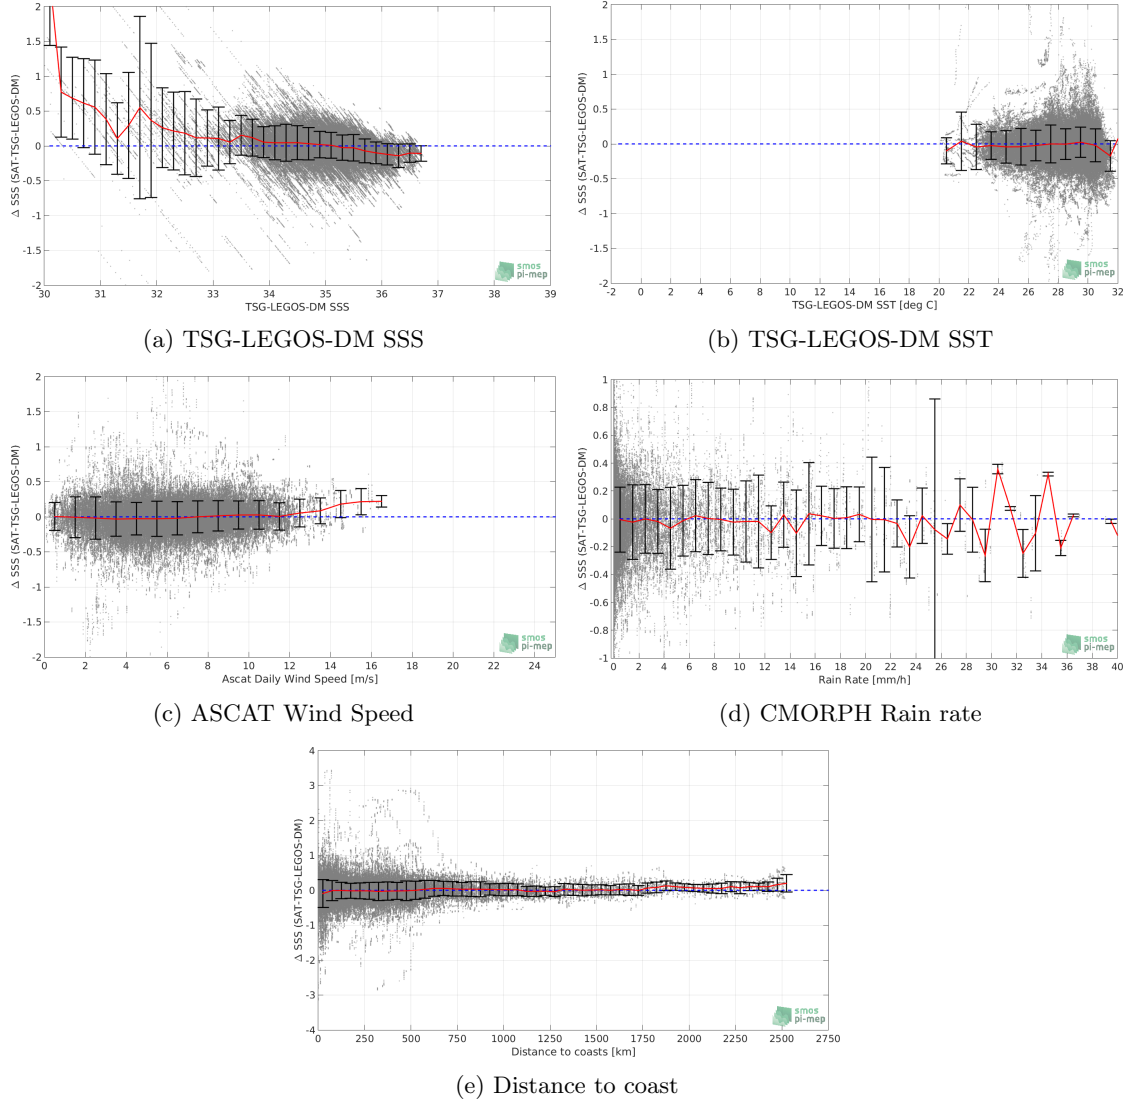 2
1.5
1
0.5
0
-0.5
-1
-1.5
-2
Δ SSS (SAT-TSG-LEGOS-DM)
30 31 32 33 34 35 36 37 38 39
TSG-LEGOS-DM SSS
smos
pi-mep
(a) TSG-LEGOS-DM SSS
2
1.5
1
0.5
0
-0.5
-1
-1.5
-2
Δ SSS (SAT-TSG-LEGOS-DM)
-2 0 2 4 6 8 10 12 14 16 18 20 22 24 26 28 30 32
TSG-LEGOS-DM SST [deg C]
smos
pi-mep
(b) TSG-LEGOS-DM SST
2
1.5
1
0.5
0
-0.5
-1
-1.5
-2
Δ SSS (SAT-TSG-LEGOS-DM)
0 2 4 6 8 10 12 14 16 18 20 22 24
Ascat Daily Wind Speed [m/s]
smos
pi-mep
(c) ASCAT Wind Speed
1
0.8
0.6
0.4
0.2
0
-0.2
-0.4
-0.6
-0.8
-1
Δ SSS (SAT-TSG-LEGOS-DM)
0 2 4 6 8 10 12 14 16 18 20 22 24 26 28 30 32 34 36 38 40
Rain Rate [mm/h]
smos
pi-mep
(d) CMORPH Rain rate
4
3
2
1
0
-1
-2
-3
-4
Δ SSS (SAT-TSG-LEGOS-DM)
0 250 500 750 1000 1250 1500 1750 2000 2250 2500 2750
Distance to coasts [km]
smos
pi-mep
(e) Distance to coast